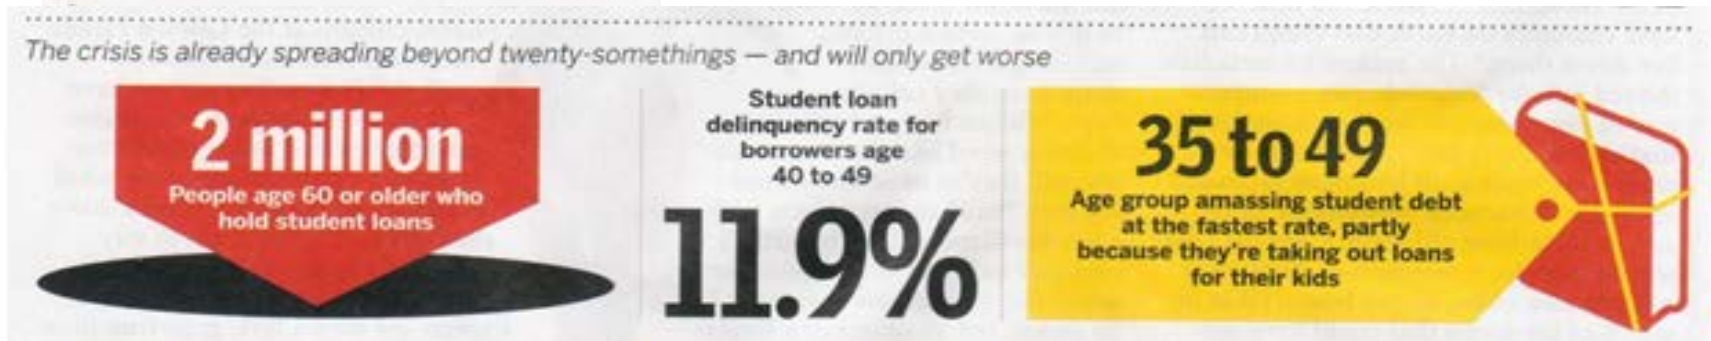 The crisis is already spreading beyond twenty-somethings — and will only get worse
2 million
People age 60 or older who
hold student loans
Student loan
delinquency rate for
borrowers age
40 to 49
11.9%
35 to 49
Age group amassing student debt
at the fastest rate, partly
because they're taking out loans
for their kids